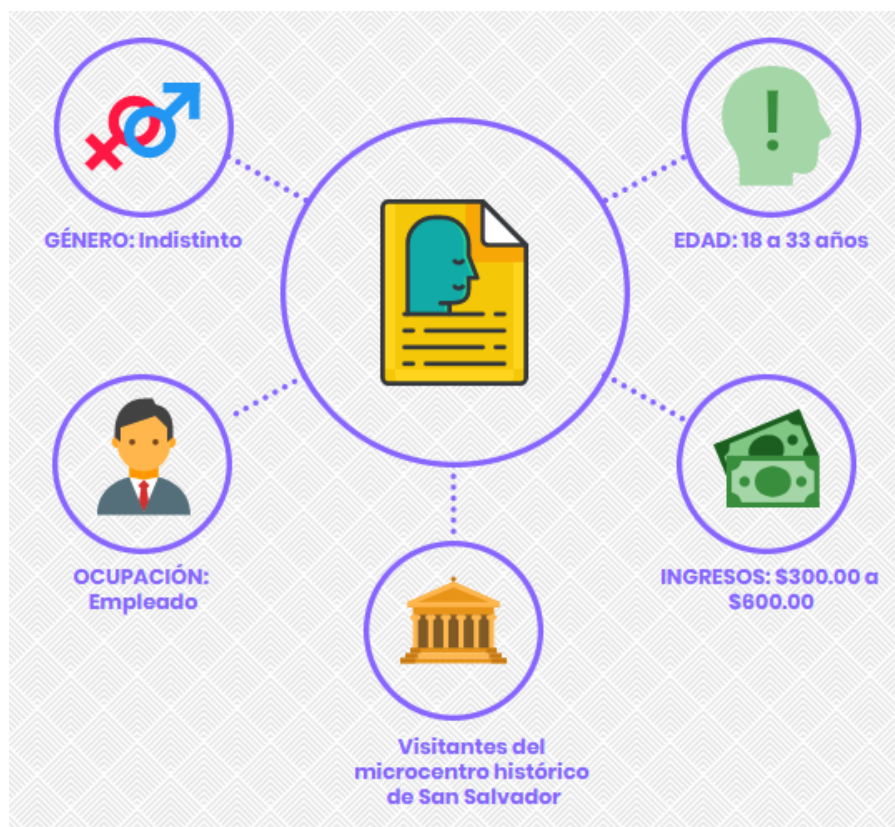 GÉNERO: Indistinto
EDAD: 18 a 33 años
OCUPACIÓN:
Empleado
INGRESOS: $300.00 a
$600.00
Visitantes del
microcentro histórico
de San Salvador